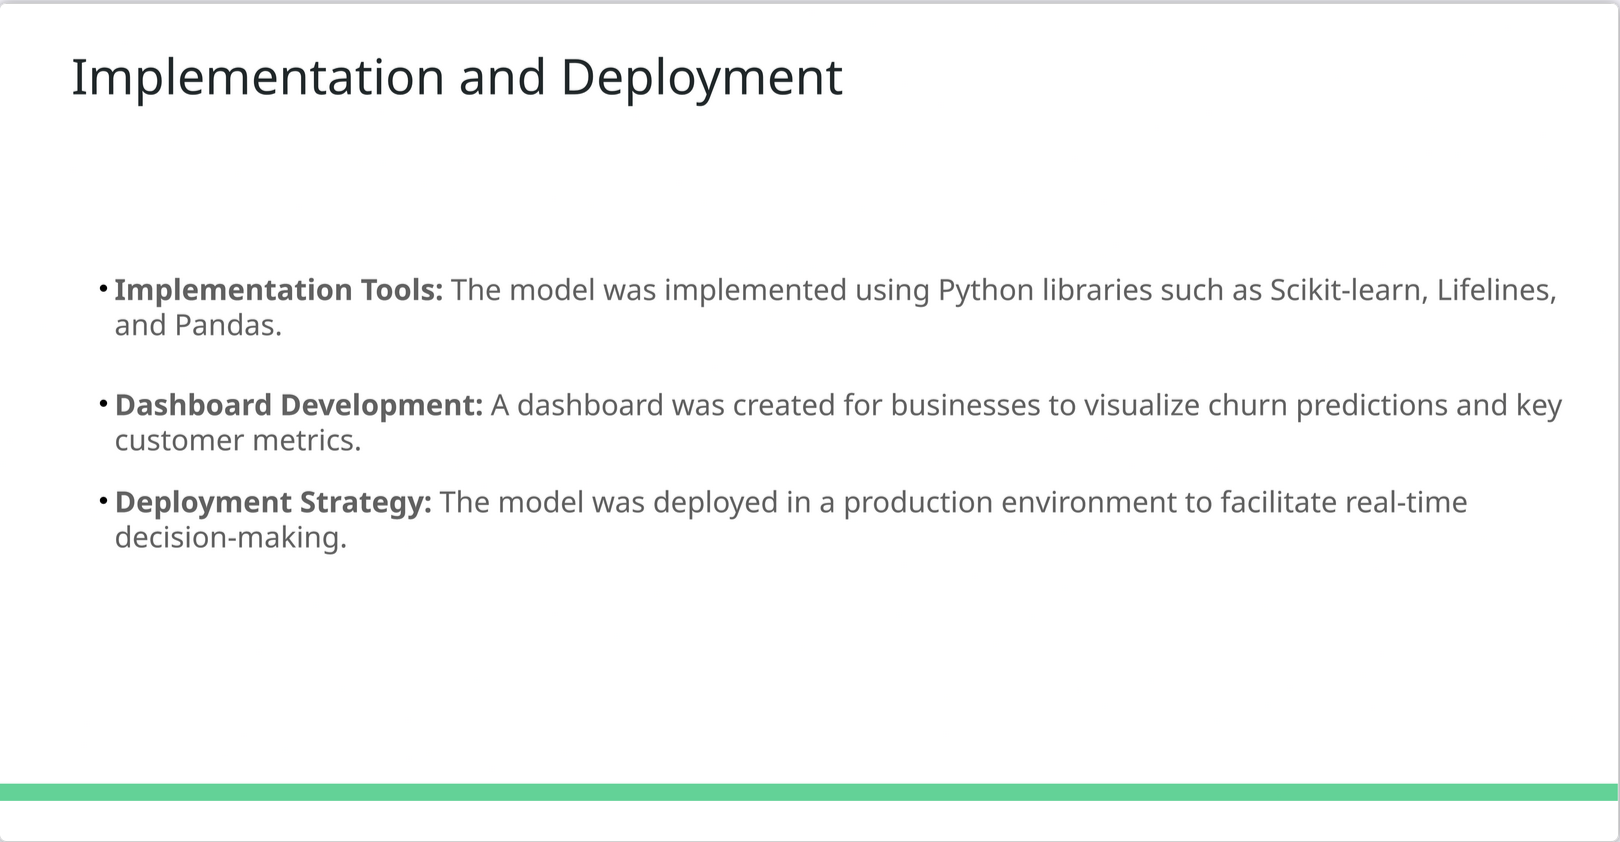 Implementation and Deployment
• Implementation Tools: The model was implemented using Python libraries such as Scikit-learn, Lifelines,
and Pandas.
• Dashboard Development: A dashboard was created for businesses to visualize churn predictions and key
customer metrics.
• Deployment Strategy: The model was deployed in a production environment to facilitate real-time
decision-making.